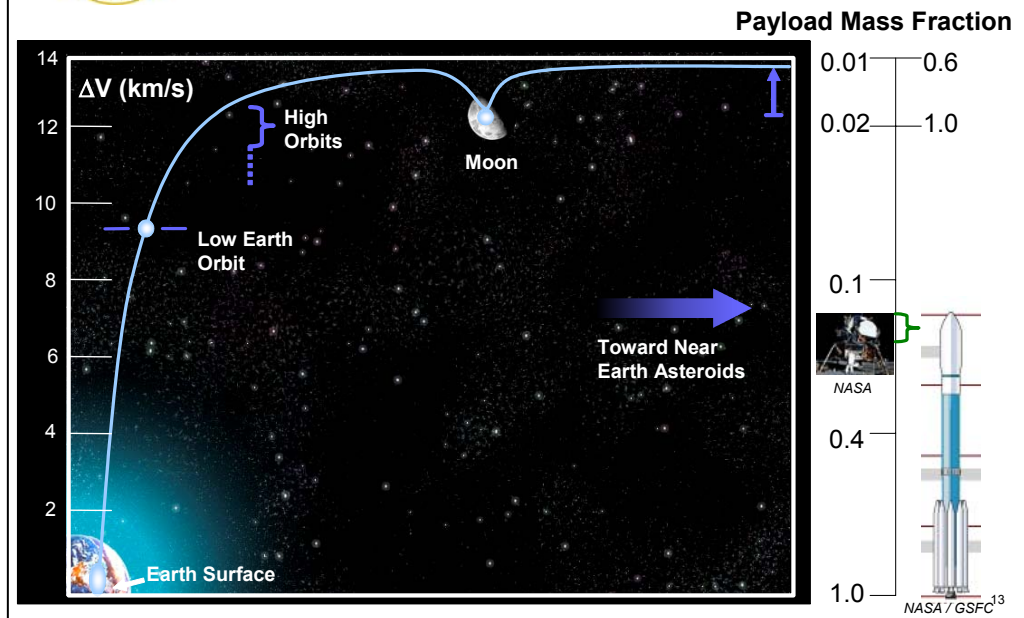 Payload Mass Fraction
14
ΔV (km/s)
12
10
8
6
4
2
High
Orbits
Moon
Low Earth
Orbit
Toward Near
Earth Asteroids
Earth Surface
0.01
0.6
0.02
1.0
0.1
NASA
0.4
1.0
NASA / GSFC
13